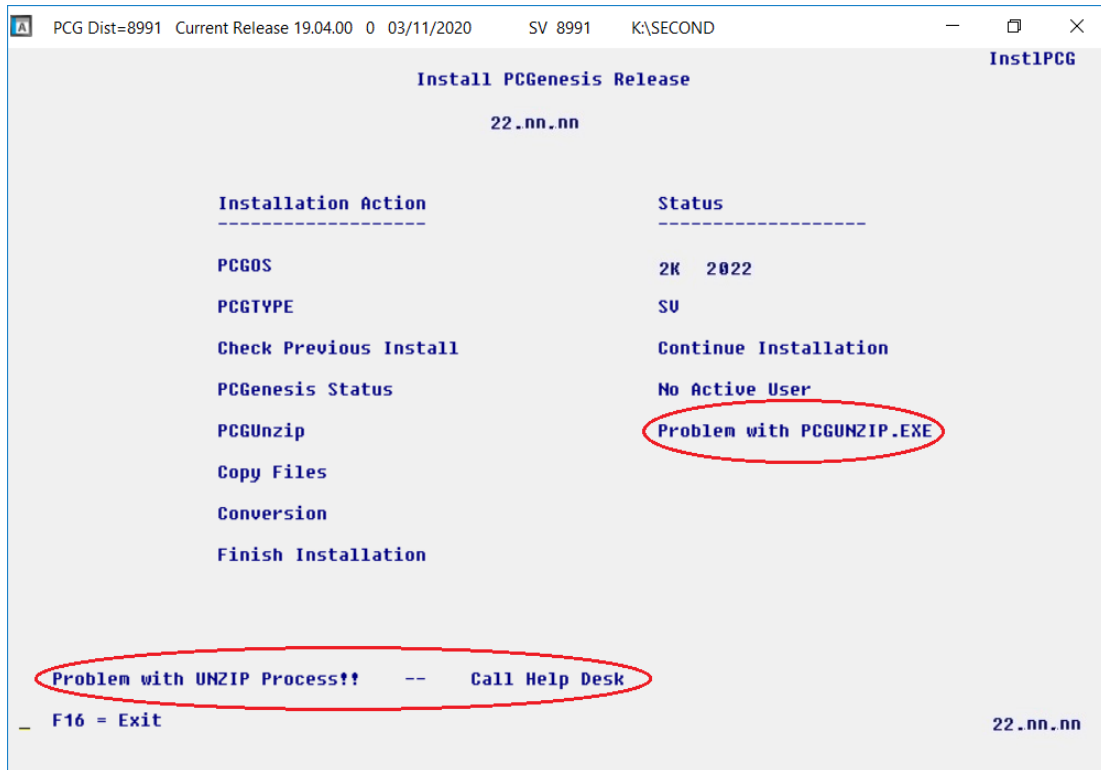 PCG Dist=8991 Current Release 19.04.00 0 03/11/2020 SV 8991 K:\SECOND
InstlPCG
Install PCGenesis Release
22.nn.nn
Installation Action Status
------------------- -------------------
PCGOS 2K 2022
PCGTYPE SV
Check Previous Install Continue Installation
PCGenesis Status No Active User
PCGUnzip Problem with PCGUNZIP.EXE
Copy Files
Conversion
Finish Installation
Problem with UNZIP Process!! -- Call Help Desk
_ F16 = Exit 22.nn.nn